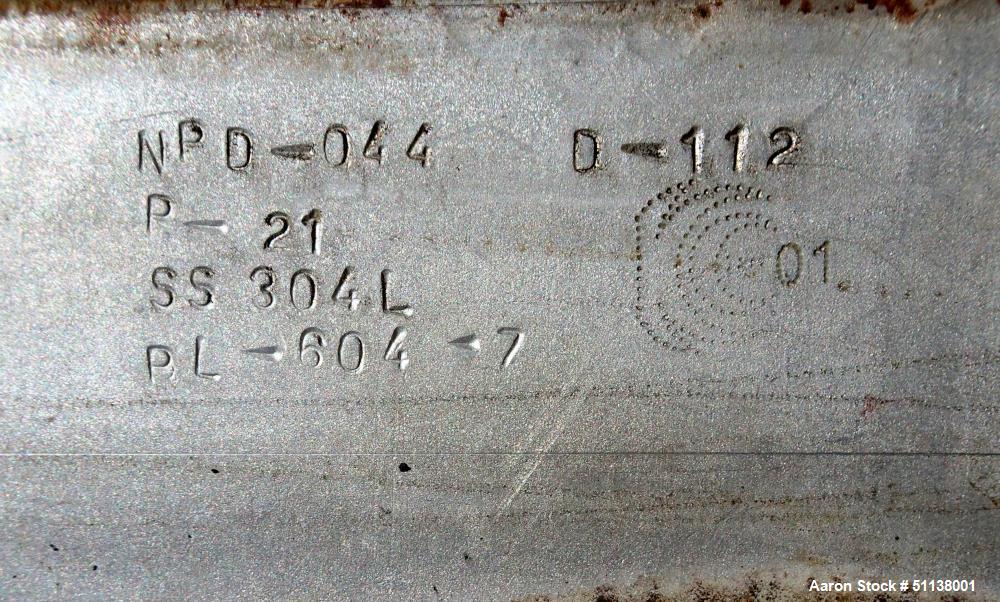 NPD-044 D-112
P- 21
01.
SS 304L
PL-604-7
Aaron Stock # 51138001